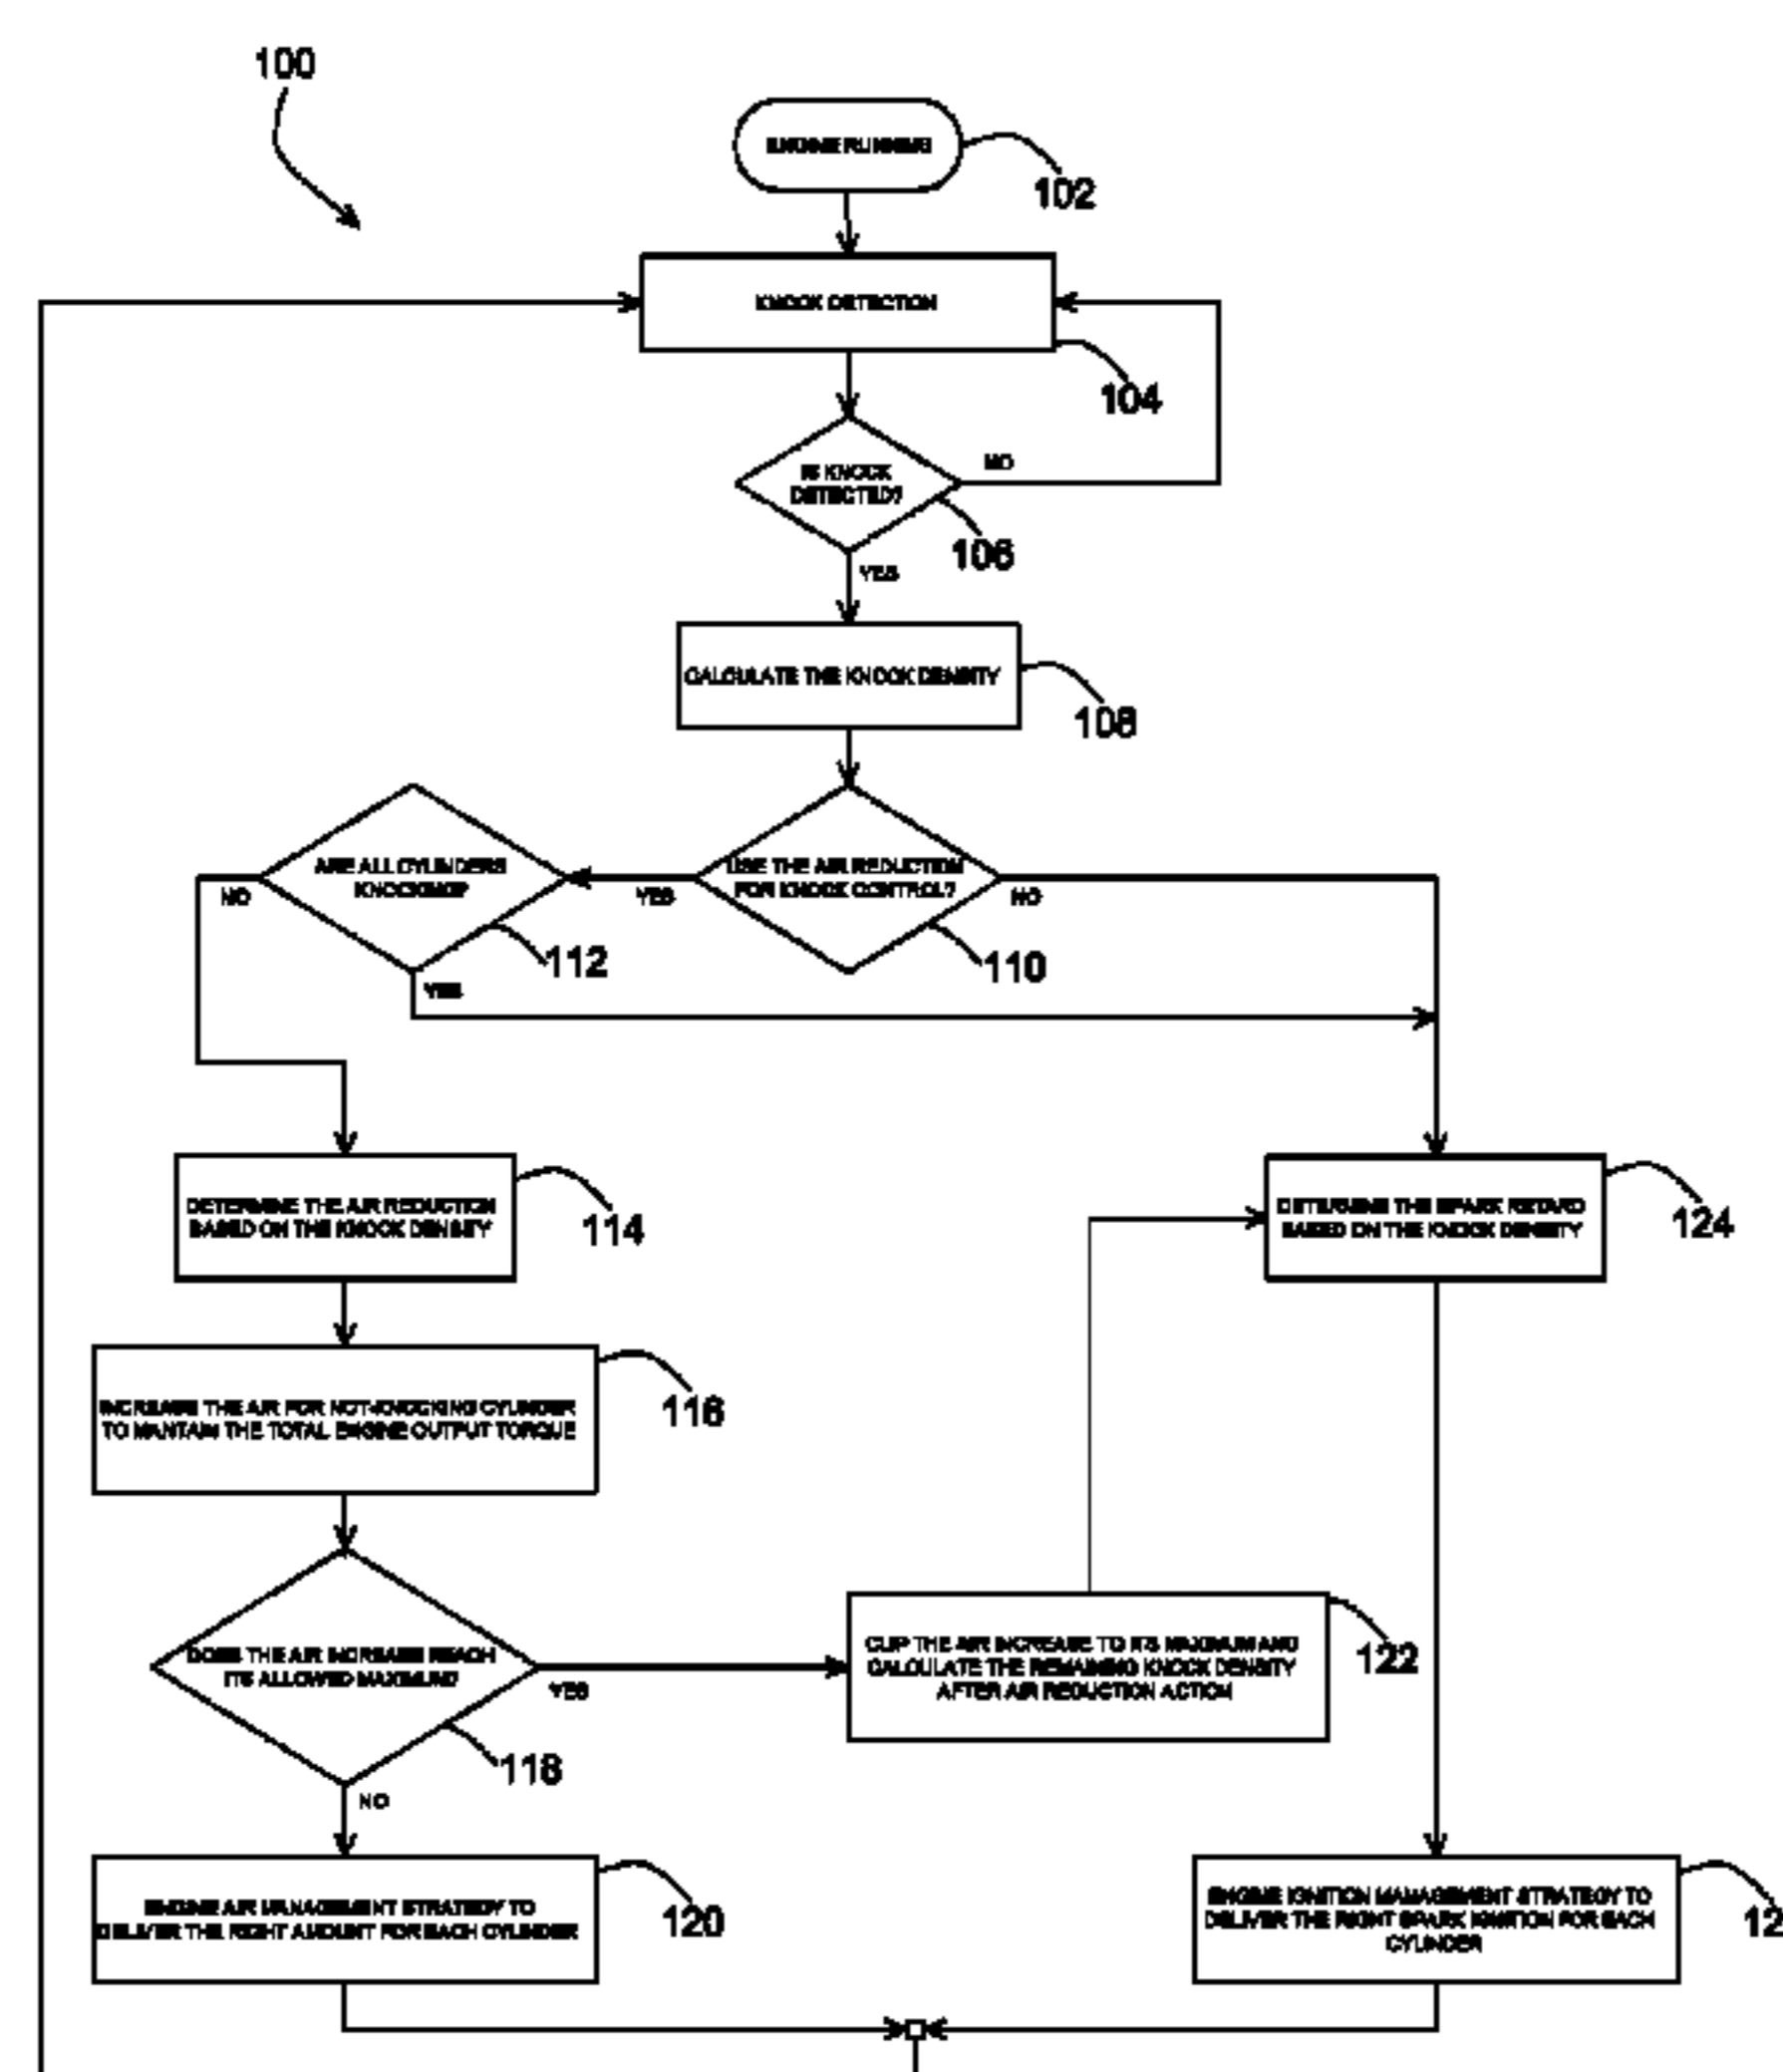 100
ENGINE RUNNING
102
KNOCK DETECTION
104
IS KNOCK
DETECTED?
NO
106
YES
CALCULATE THE KNOCK DENSITY
108
ARE ALL CYLINDERS
KNOCKING?
NO
112
YES
USE THE AIR REDUCTION
FOR KNOCK CONTROL?
YES
NO
110
DETERMINE THE AIR REDUCTION
BASED ON THE KNOCK DENSITY
114
DETERMINE THE SPARK RETARD
BASED ON THE KNOCK DENSITY
124
INCREASE THE AIR FOR NOT-KNOCKING CYLINDER
TO MANTAIN THE TOTAL ENGINE OUTPUT TORQUE
116
DOES THE AIR INCREASE REACH
ITS ALLOWED MAXIMUM?
YES
118
NO
CLIP THE AIR INCREASE TO ITS MAXIMUM AND
CALCULATE THE REMAINING KNOCK DENSITY
AFTER AIR REDUCTION ACTION
122
ENGINE AIR MANAGEMENT STRATEGY TO
DELIVER THE RIGHT AMOUNT FOR EACH CYLINDER
120
ENGINE IGNITION MANAGEMENT STRATEGY TO
DELIVER THE RIGHT SPARK IGNITION FOR EACH
CYLINDER